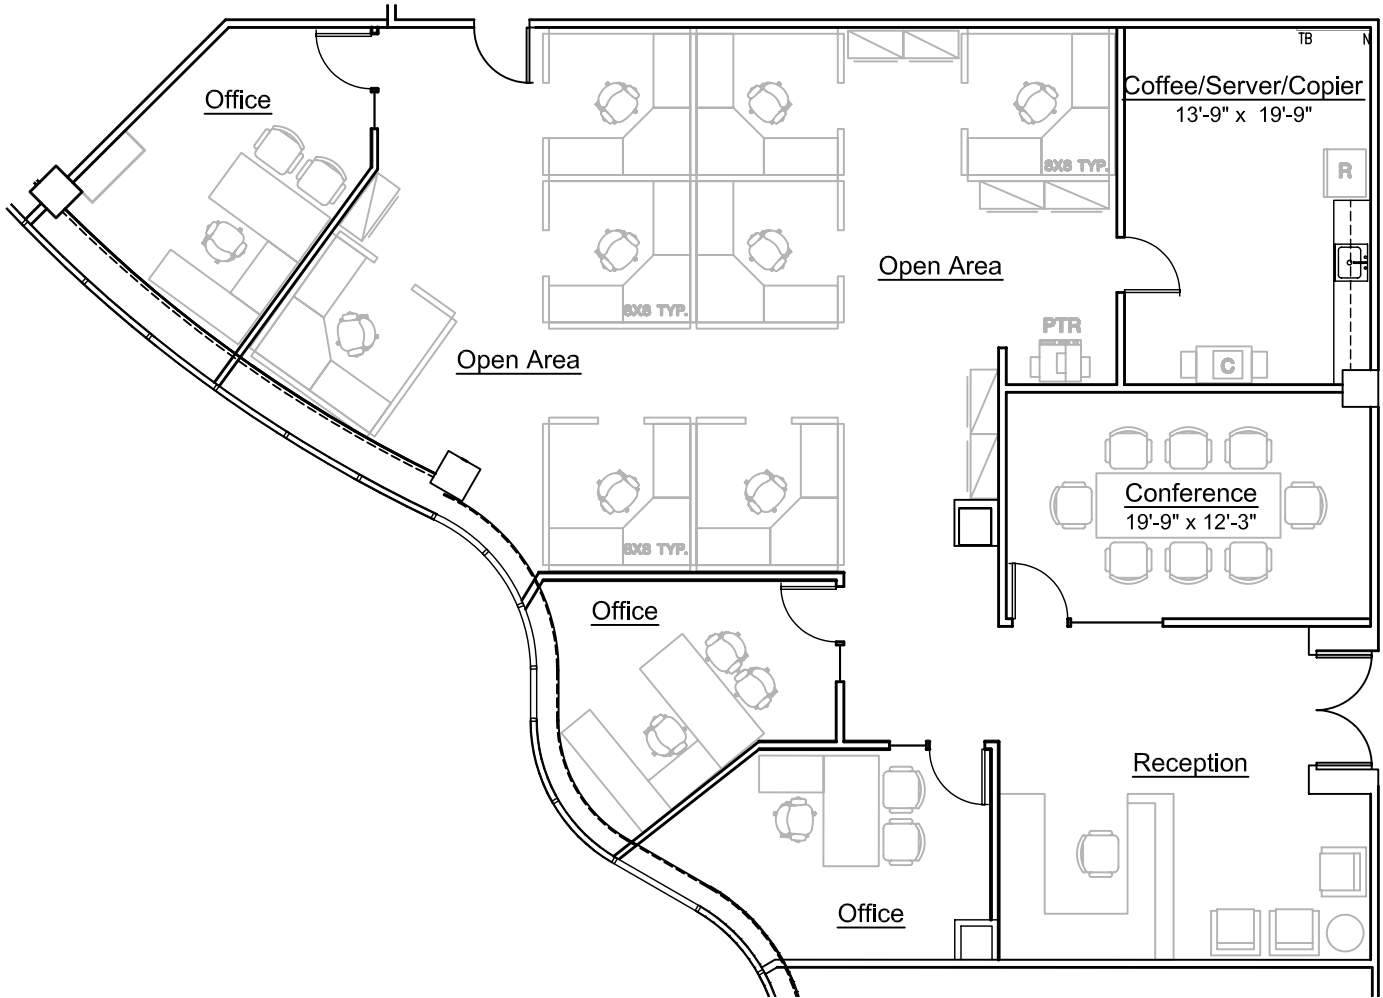 TB
N
Coffee/Server/Copier
13'-9" x 19'-9"
Office
8X8 TYP.
R
Open Area
8X8 TYP.
PTR
Open Area
C
Conference
19'-9" x 12'-3"
8X8 TYP.
Office
Reception
Office